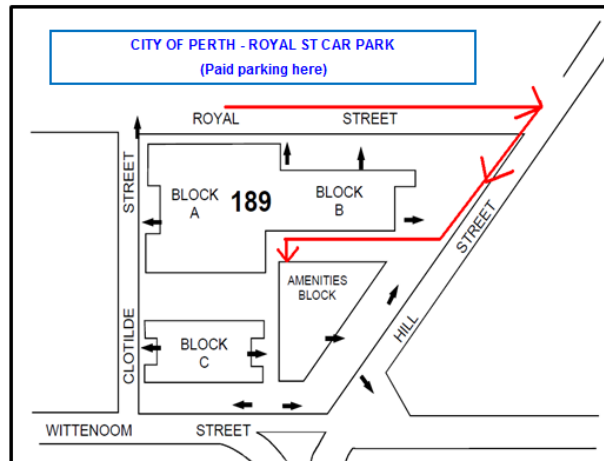 CITY OF PERTH - ROYAL ST CAR PARK
(Paid parking here)
ROYAL STREET
STREET
CLOTILDE
BLOCK
A
189
BLOCK
B
AMENITIES
BLOCK
BLOCK
C
STREET
HILL
WITTENOOM STREET